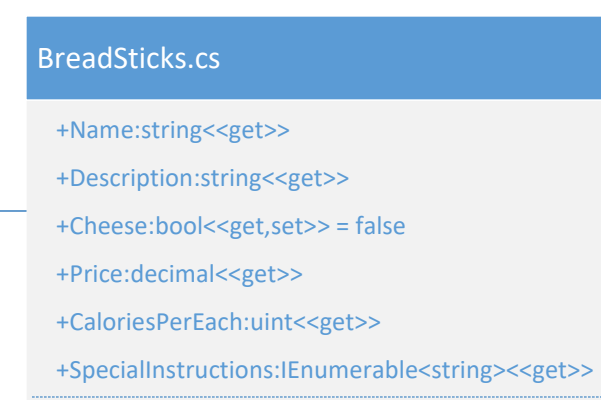 BreadSticks.cs
+Name:string<<get>>
+Description:string<<get>>
+Cheese:bool<<get,set>> = false
+Price:decimal<<get>>
+CaloriesPerEach:uint<<get>>
+SpecialInstructions:IEnumerable<string><<get>>